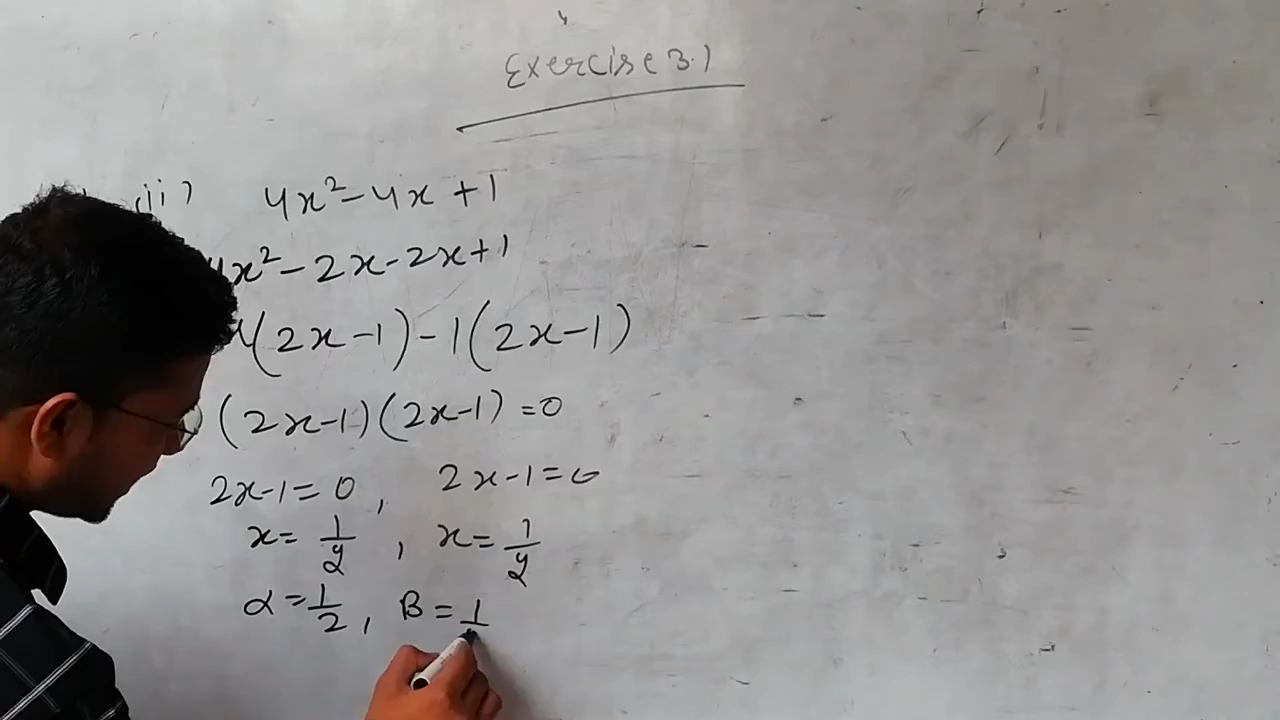 Exercise 3.1
(ii) 4x² - 4x + 1
4x² - 2x - 2x + 1
(2x - 1) - 1 (2x - 1)
(2x - 1) (2x - 1) = 0
2x - 1 = 0 , 2x - 1 = 0
x = 1/2 , x = 1/2
α = 1/2 , β = 1